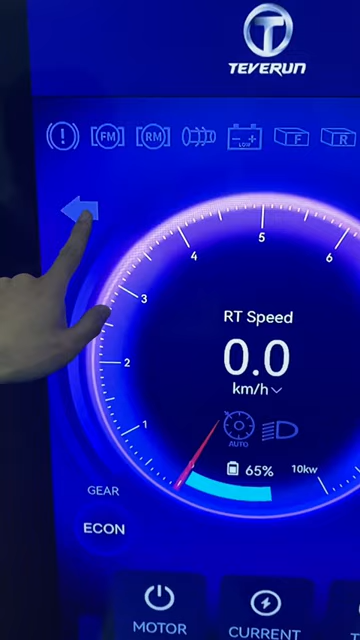 TEVERUN
! FM RM - + LOW F R
4 5 6
3
RT Speed
2
0.0
km/h
1
AUTO
65% 10kw
GEAR
ECON
MOTOR CURRENT